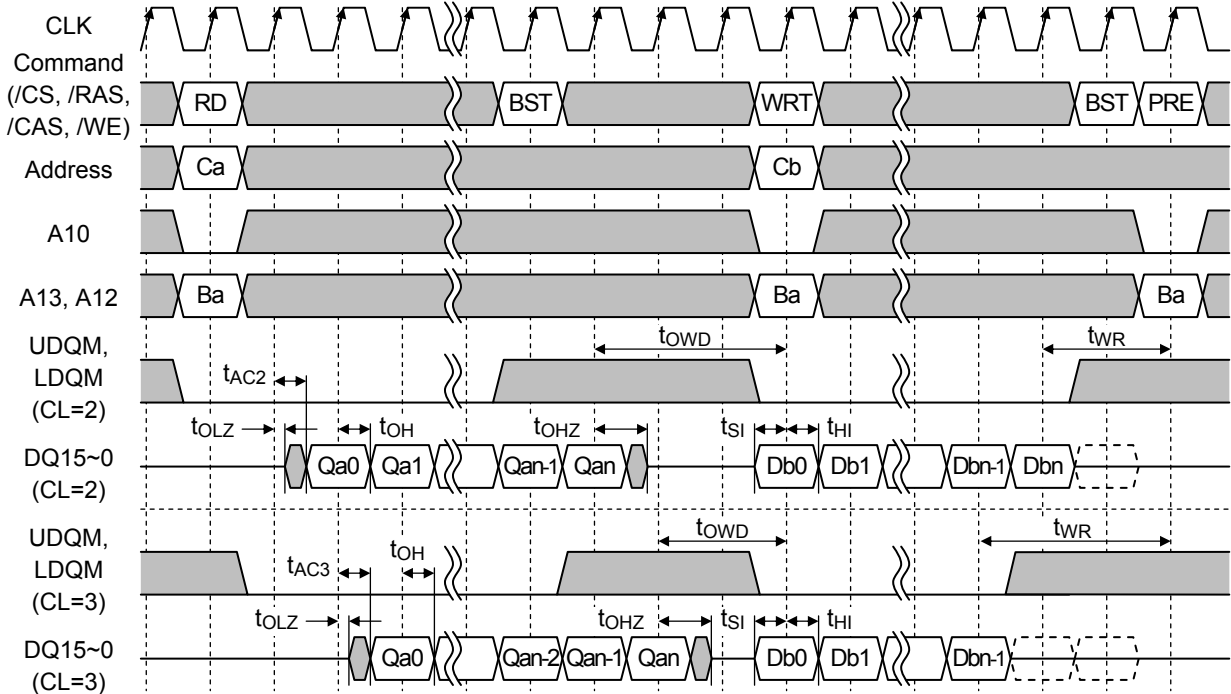 CLK
Command
(/CS, /RAS,
/CAS, /WE)
RD BST WRT BST PRE
Address Ca Cb
A10
A13, A12 Ba Ba Ba
UDQM,
LDQM
(CL=2)
tAC2 tOWD tWR
tOLZ tOH tOHZ tSI tHI
DQ15~0
(CL=2)
Qa0 Qa1 Qan-1 Qan Db0 Db1 Dbn-1 Dbn
UDQM,
LDQM
(CL=3)
tAC3 tOH tOWD tWR
tOLZ tOHZ tSI tHI
DQ15~0
(CL=3)
Qa0 Qan-2 Qan-1 Qan Db0 Db1 Dbn-1